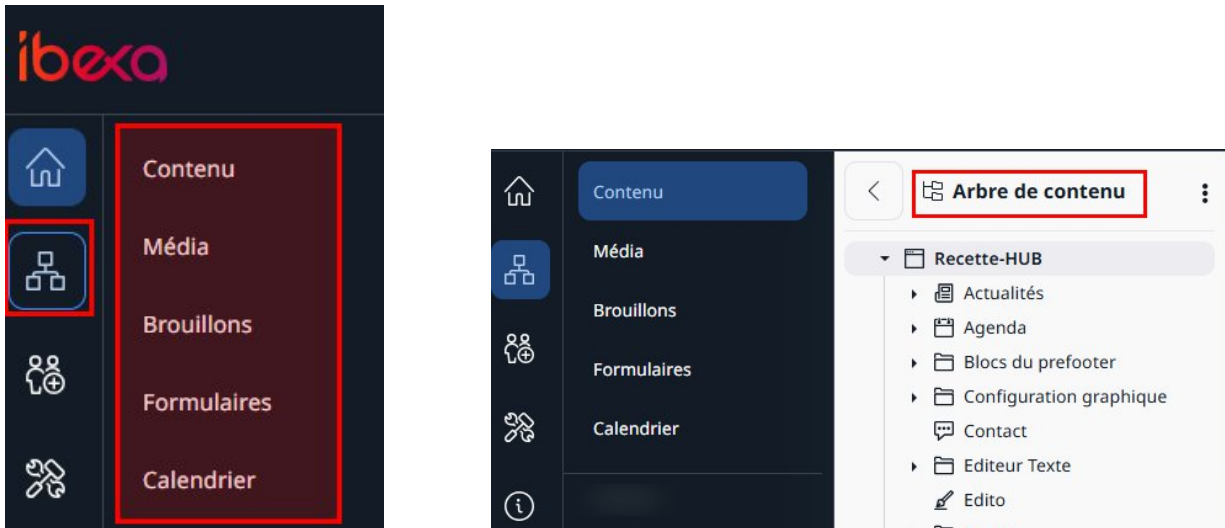 ibexa
Contenu
Média
Brouillons
Formulaires
Calendrier
Contenu
Média
Brouillons
Formulaires
Calendrier
Arbre de contenu
Recette-HUB
Actualités
Agenda
Blocs du prefooter
Configuration graphique
Contact
Editeur Texte
Edito